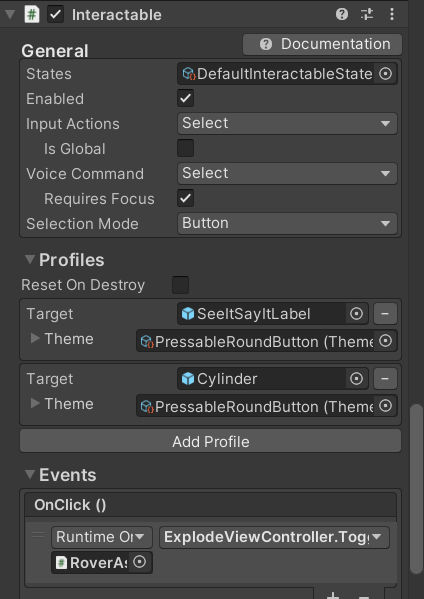 Interactable
General
Documentation
States DefaultInteractableState
Enabled
Input Actions Select
Is Global
Voice Command Select
Requires Focus
Selection Mode Button
Profiles
Reset On Destroy
Target SeeItSayItLabel
Theme PressableRoundButton (Theme
Target Cylinder
Theme PressableRoundButton (Theme
Add Profile
Events
OnClick ()
Runtime On ExplodeViewController.Togg
RoverAs